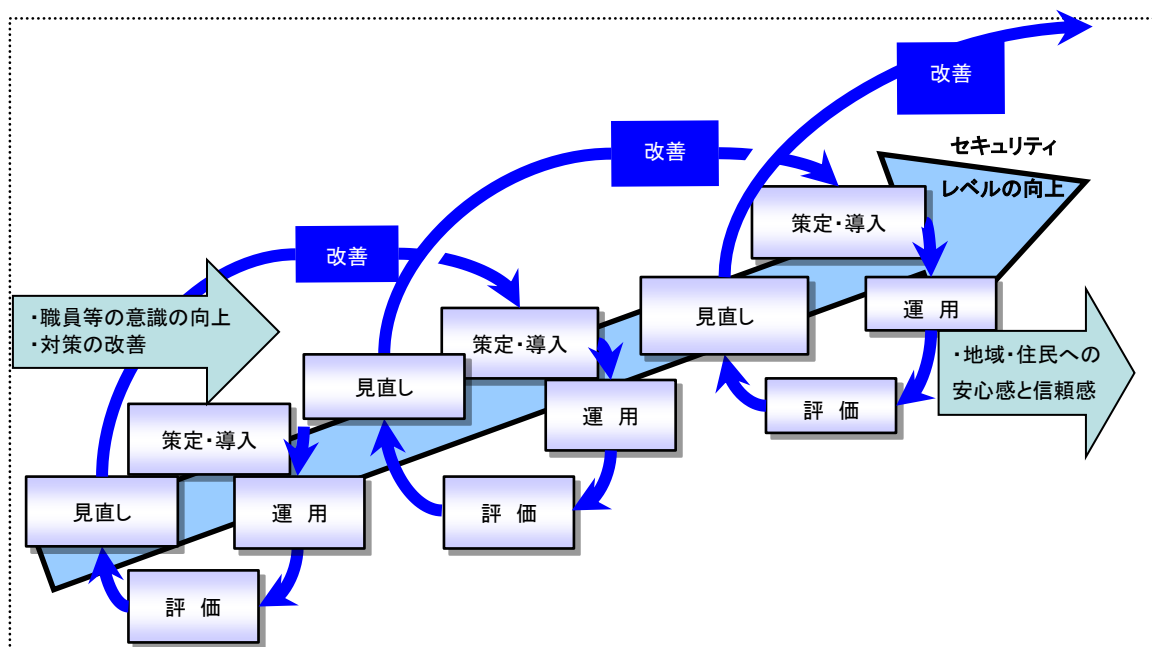 改善
改善
セキュリティ
レベルの向上
策定・導入
改善
・職員等の意識の向上
・対策の改善
見直し
運　用
策定・導入
・地域・住民への
安心感と信頼感
見直し
運　用
評　価
策定・導入
見直し
運　用
評　価
評　価